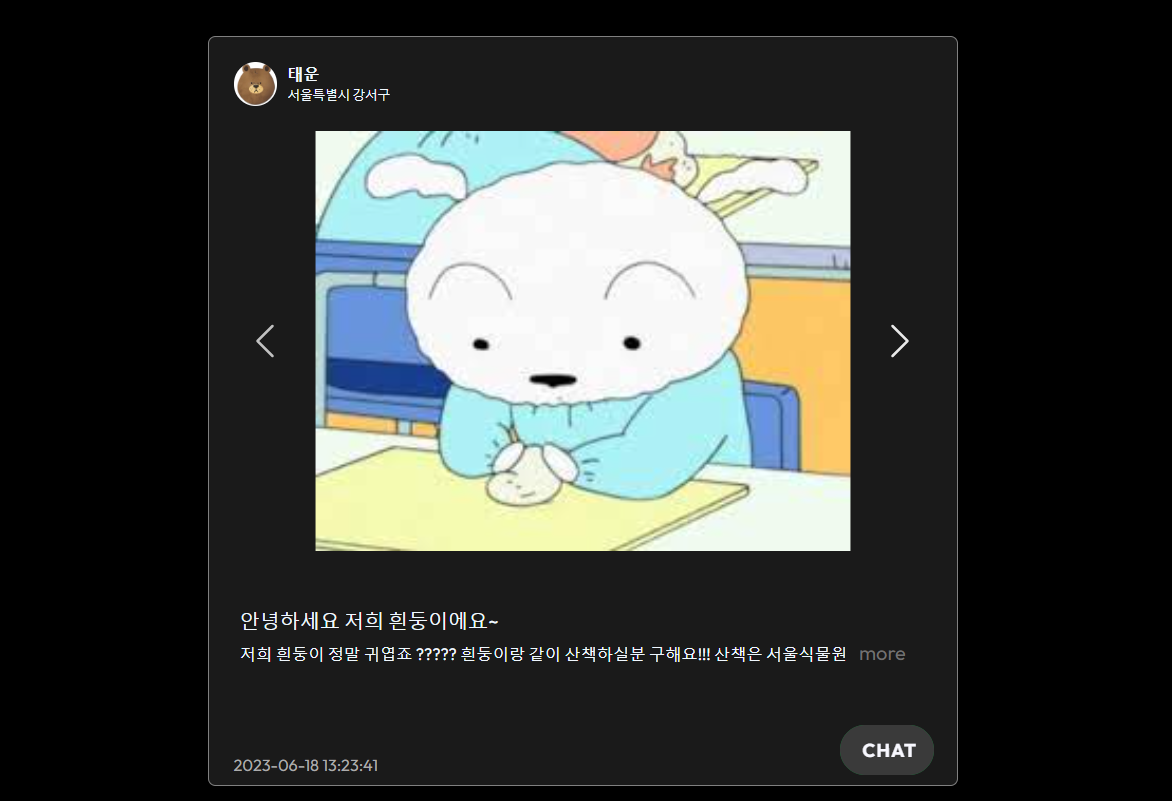 태운
서울특별시 강서구
안녕하세요 저희 흰둥이에요~
저희 흰둥이 정말 귀엽죠 ????? 흰둥이랑 같이 산책하실분 구해요!!! 산책은 서울식물원 more
CHAT
2023-06-18 13:23:41